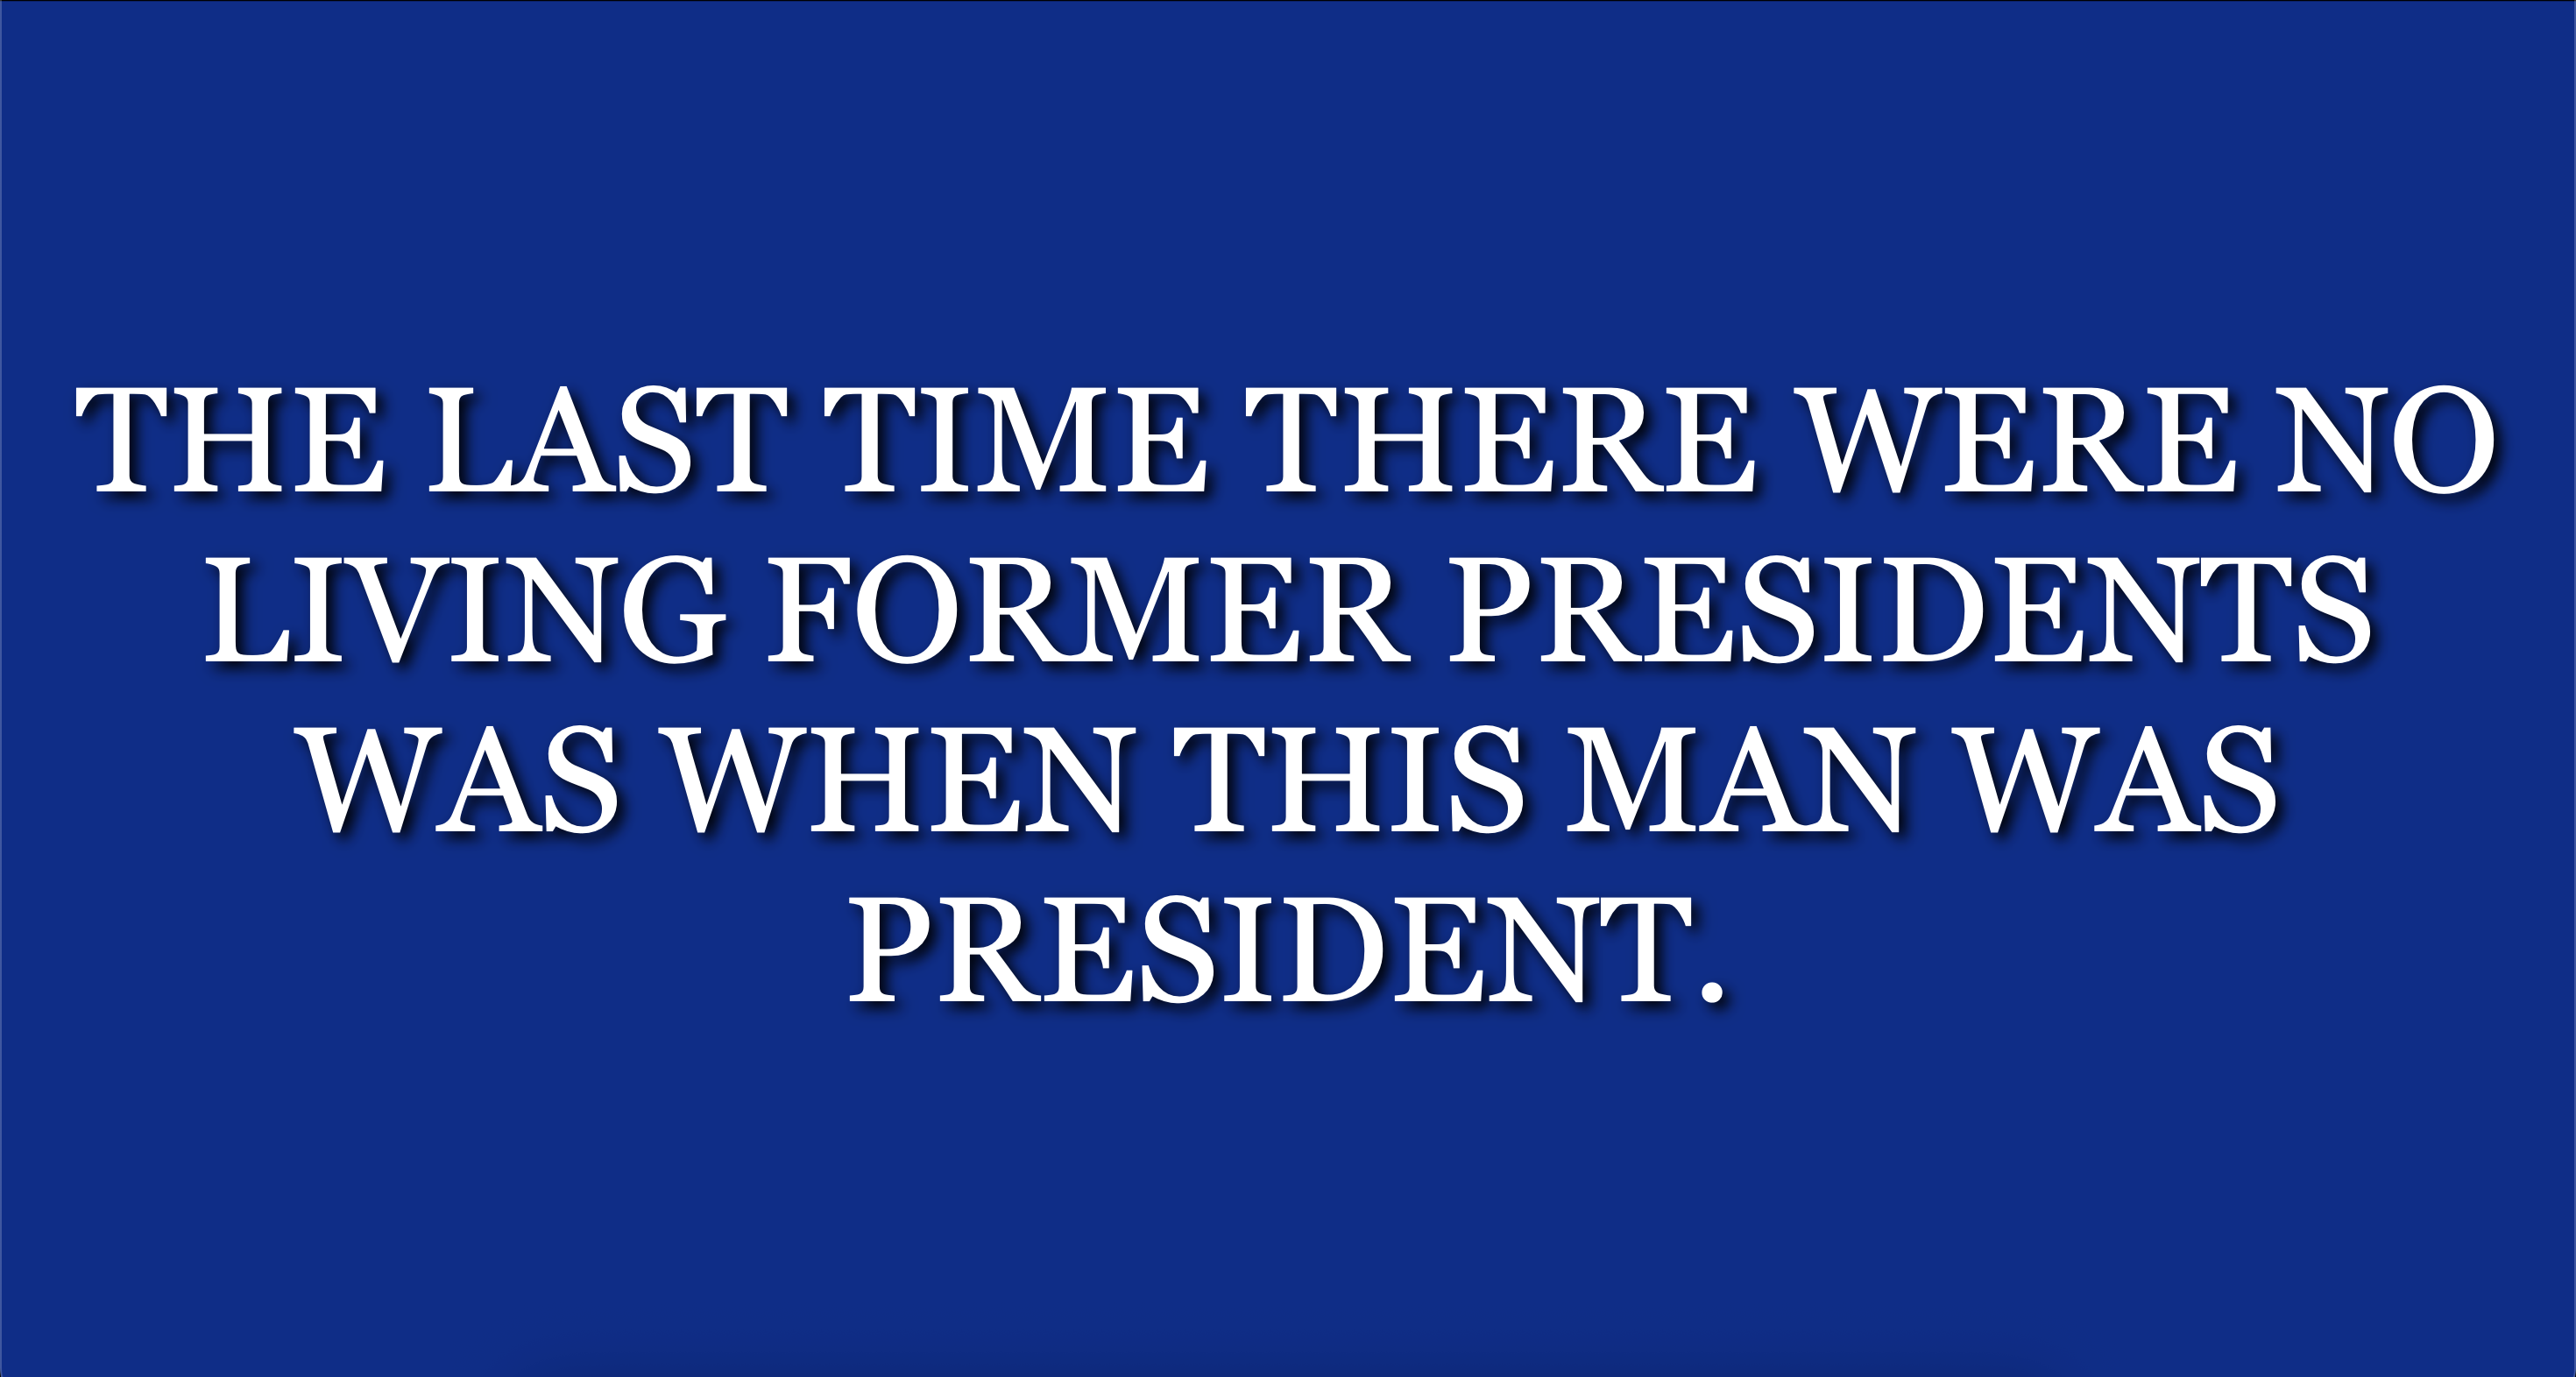 THE LAST TIME THERE WERE NO
LIVING FORMER PRESIDENTS
WAS WHEN THIS MAN WAS
PRESIDENT.